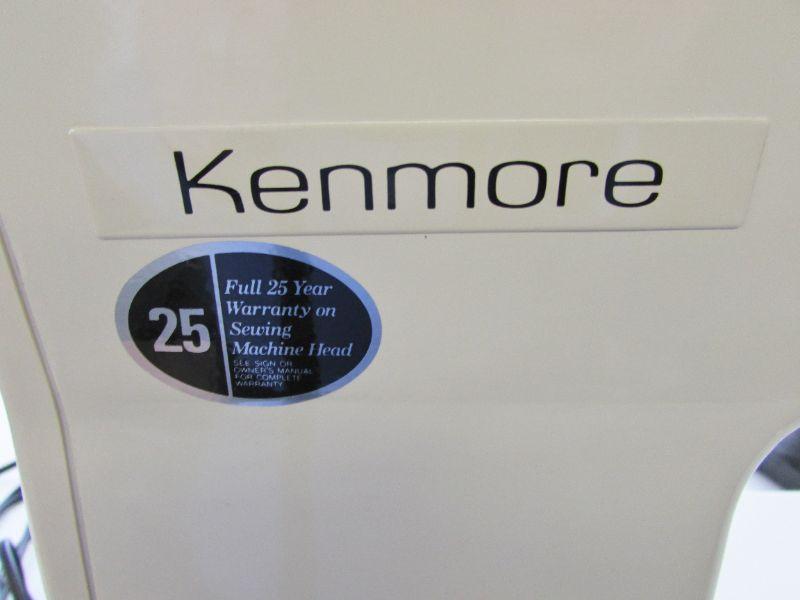 Kenmore
25
Full 25 Year
Warranty on
Sewing
Machine Head
SEE SIGN OR
OWNER'S MANUAL
FOR COMPLETE
WARRANTY